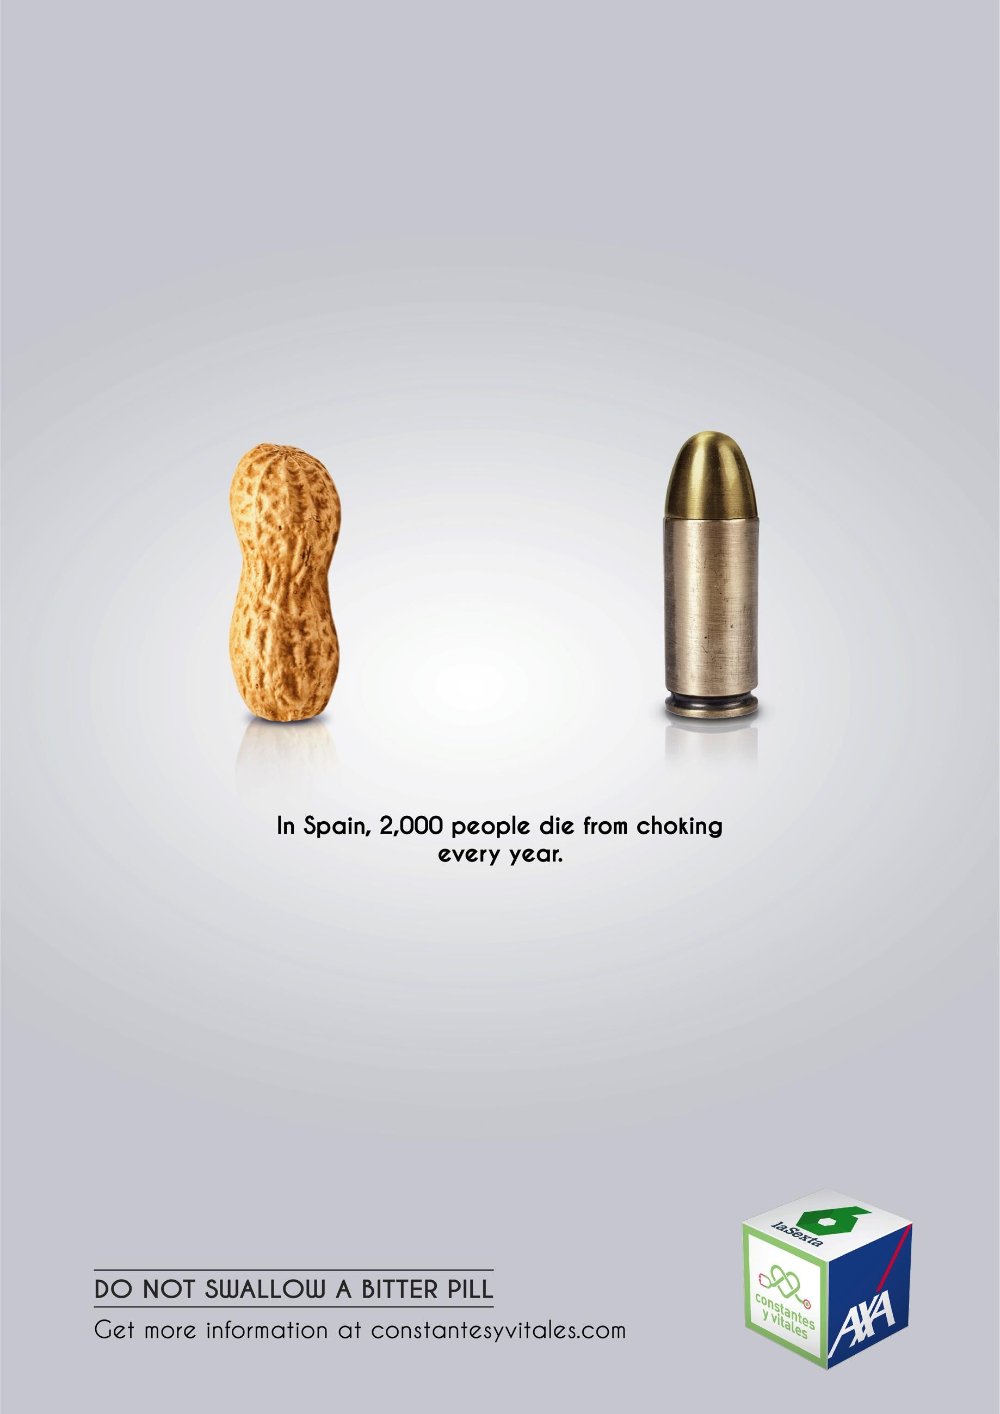 In Spain, 2,000 people die from choking
every year.
DO NOT SWALLOW A BITTER PILL
Get more information at constantesyvitales.com
laSexta
constantes
y vitales
AXA